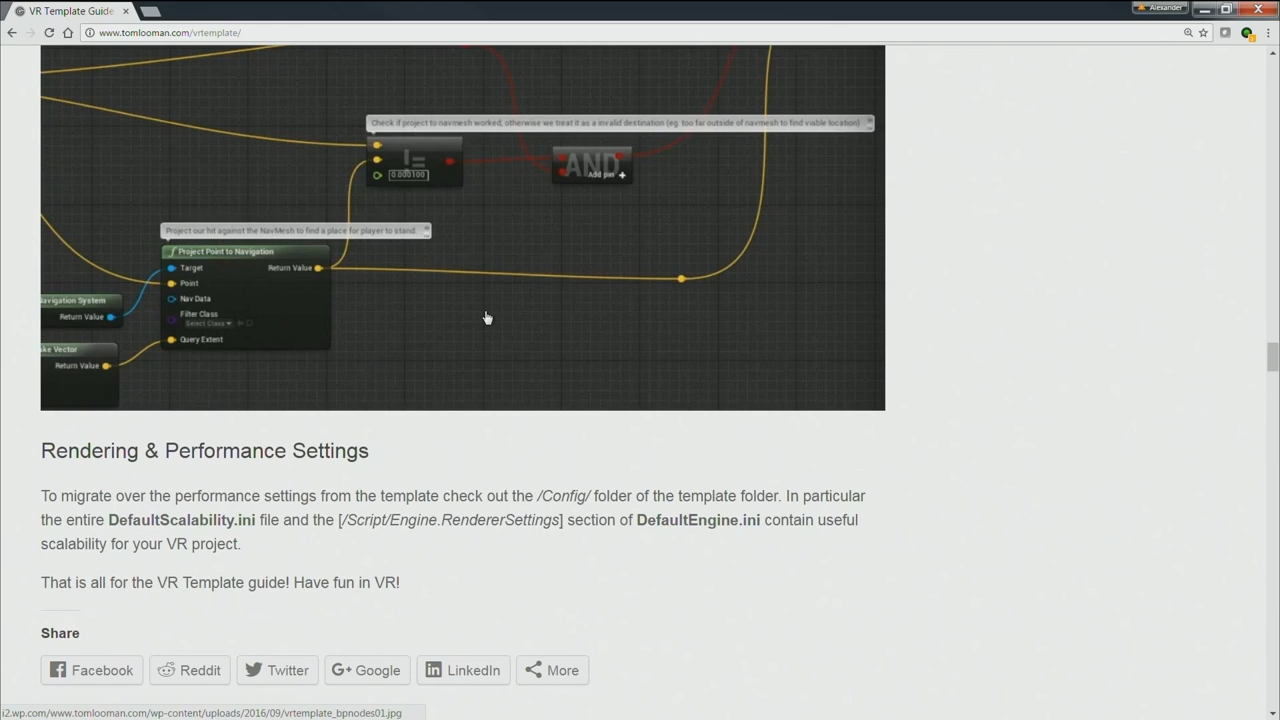 VR Template Guide
Alexander
www.tomlooman.com/vrtemplate/
Check if project to navmesh worked, otherwise we treat it as a invalid destination (eg. too far outside of navmesh to find viable location)
!=
0.000100
AND
Add pin +
Project our hit against the NavMesh to find a place for player to stand.
f Project Point to Navigation
Target
Return Value
Point
Nav Data
Filter Class
Select Class
Query Extent
Navigation System
Return Value
ke Vector
Return Value
Rendering & Performance Settings
To migrate over the performance settings from the template check out the /Config/ folder of the template folder. In particular
the entire DefaultScalability.ini file and the [/Script/Engine.RendererSettings] section of DefaultEngine.ini contain useful
scalability for your VR project.
That is all for the VR Template guide! Have fun in VR!
Share
Facebook
Reddit
Twitter
G+ Google
LinkedIn
More
i2.wp.com/www.tomlooman.com/wp-content/uploads/2016/09/vrtemplate_bpnodes01.jpg